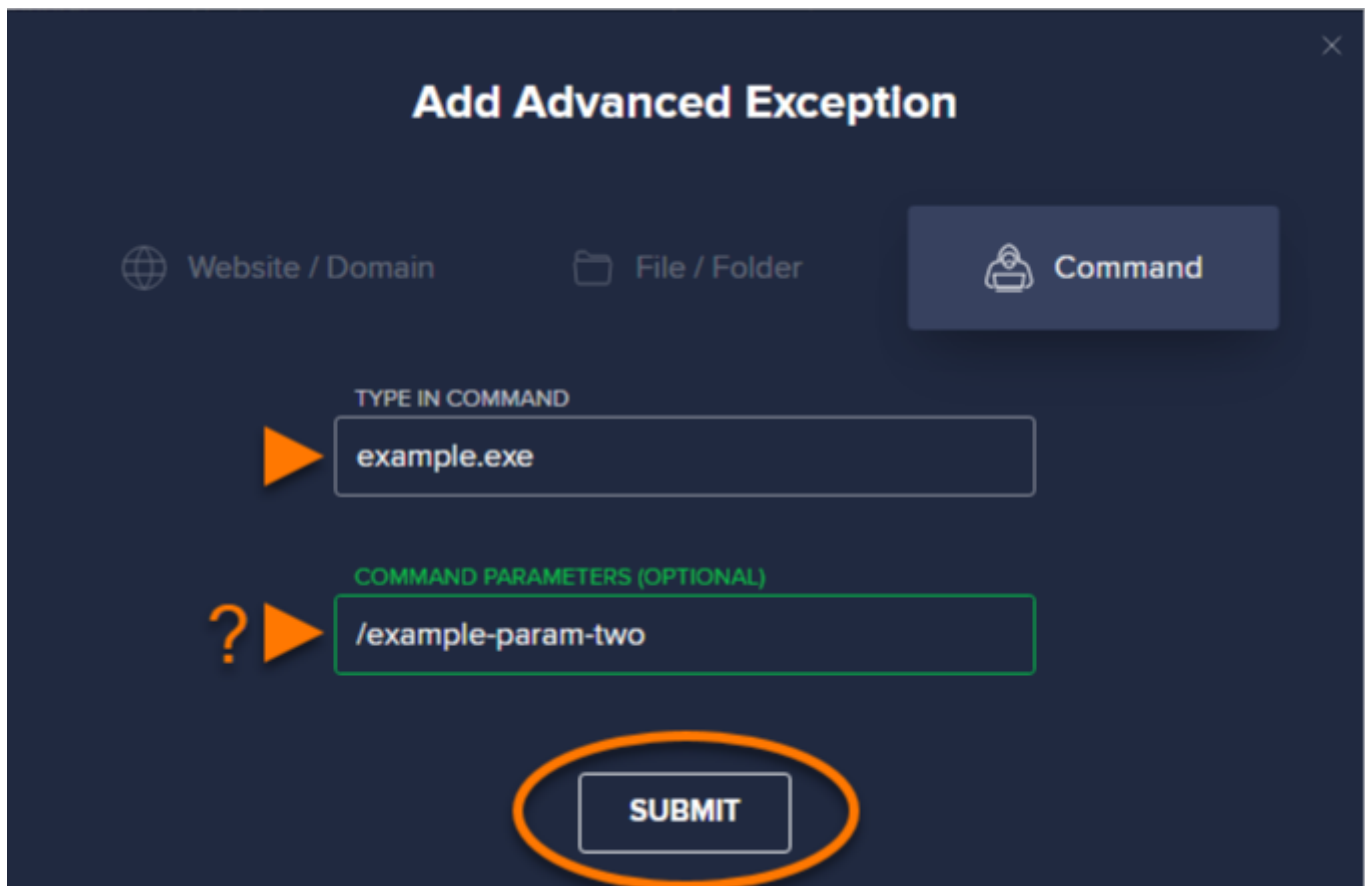 Add Advanced Exception
Website / Domain
File / Folder
Command
TYPE IN COMMAND
example.exe
COMMAND PARAMETERS (OPTIONAL)
?
/example-param-two
SUBMIT